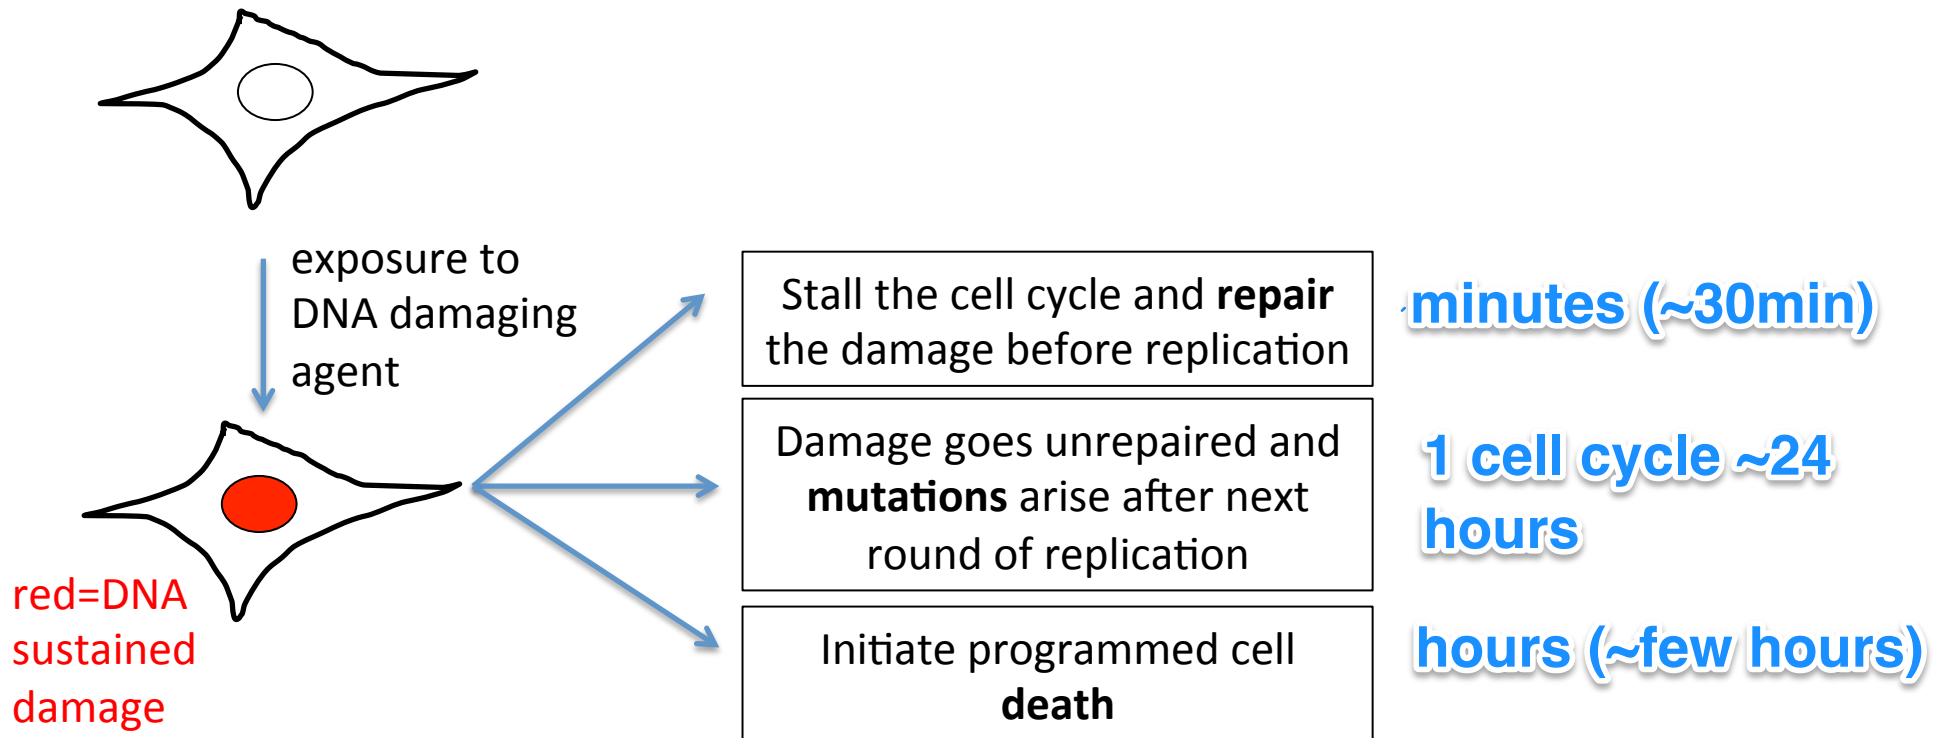 exposure to
DNA damaging
agent
red=DNA
sustained
damage
Stall the cell cycle and repair
the damage before replication
minutes (~30min)
Damage goes unrepaired and
mutations arise after next
round of replication
1 cell cycle ~24
hours
Initiate programmed cell
death
hours (~few hours)